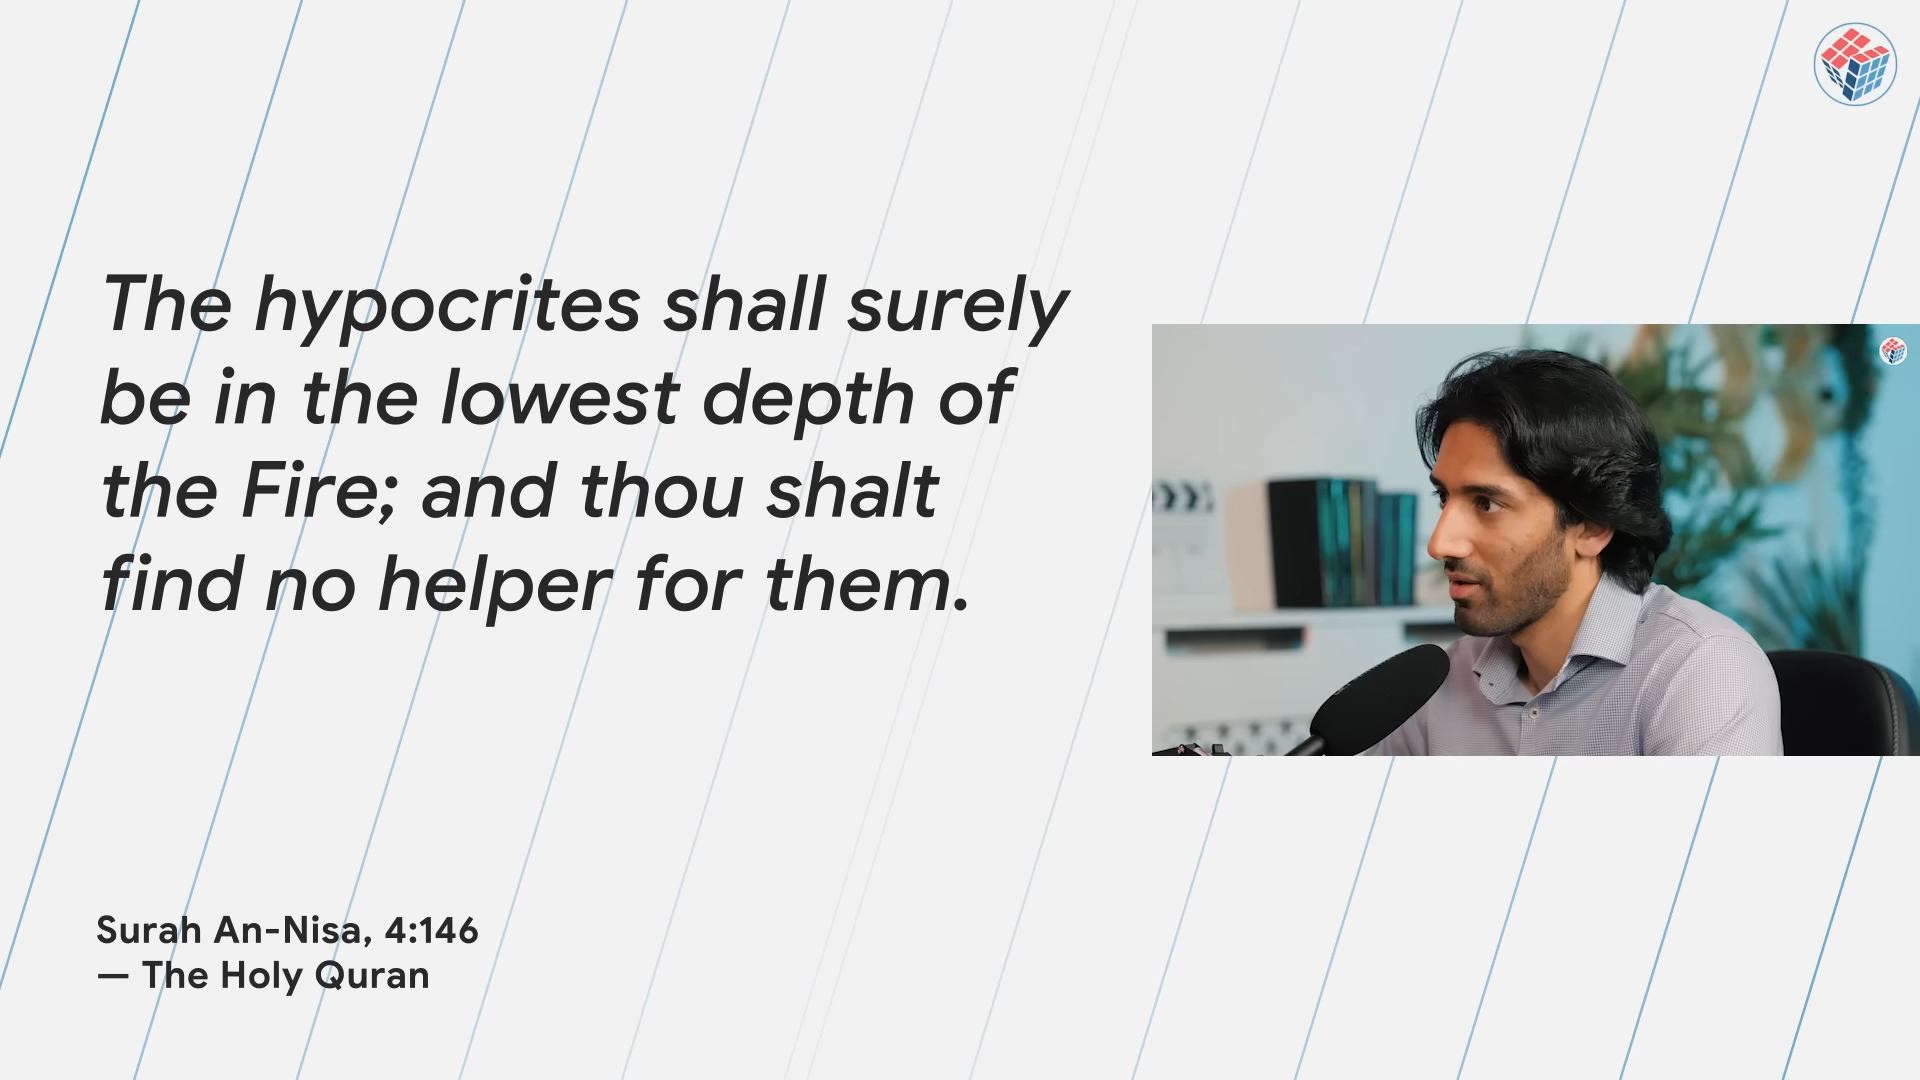 The hypocrites shall surely
be in the lowest depth of
the Fire; and thou shalt
find no helper for them.
Surah An-Nisa, 4:146
— The Holy Quran